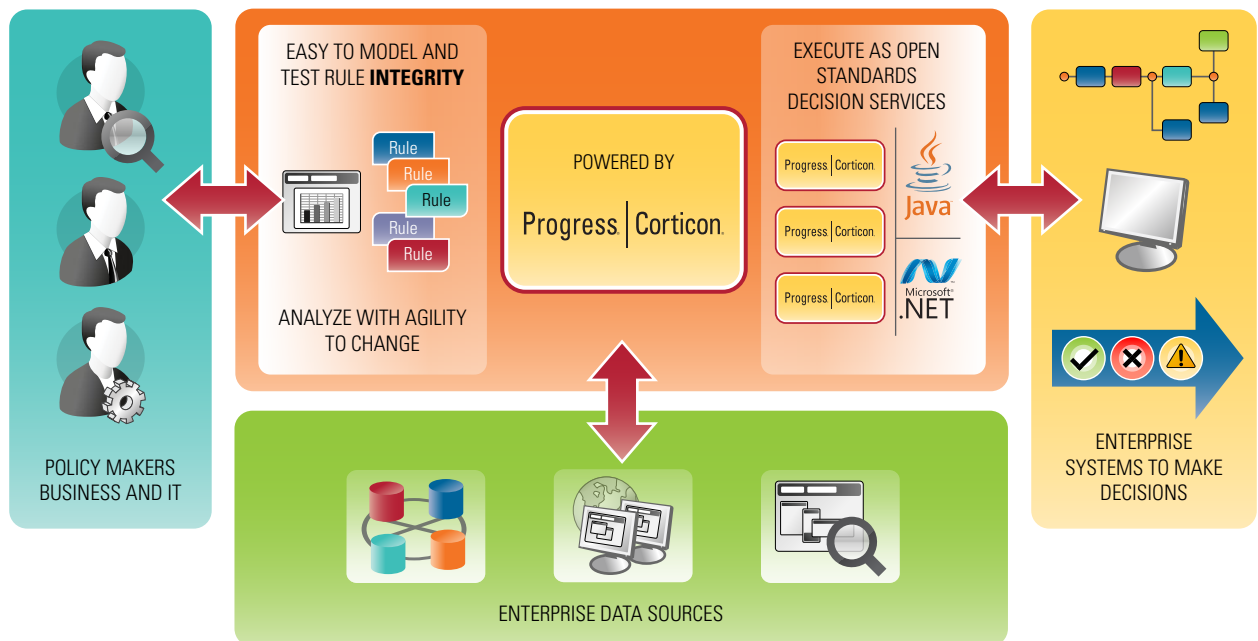 POLICY MAKERS
BUSINESS AND IT
EASY TO MODEL AND
TEST RULE INTEGRITY
Rule
Rule
Rule
Rule
Rule
ANALYZE WITH AGILITY
TO CHANGE
POWERED BY
Progress® | Corticon®
EXECUTE AS OPEN
STANDARDS
DECISION SERVICES
Progress | Corticon
Progress | Corticon
Progress | Corticon
Java
Microsoft®
.NET
ENTERPRISE
SYSTEMS TO MAKE
DECISIONS
ENTERPRISE DATA SOURCES